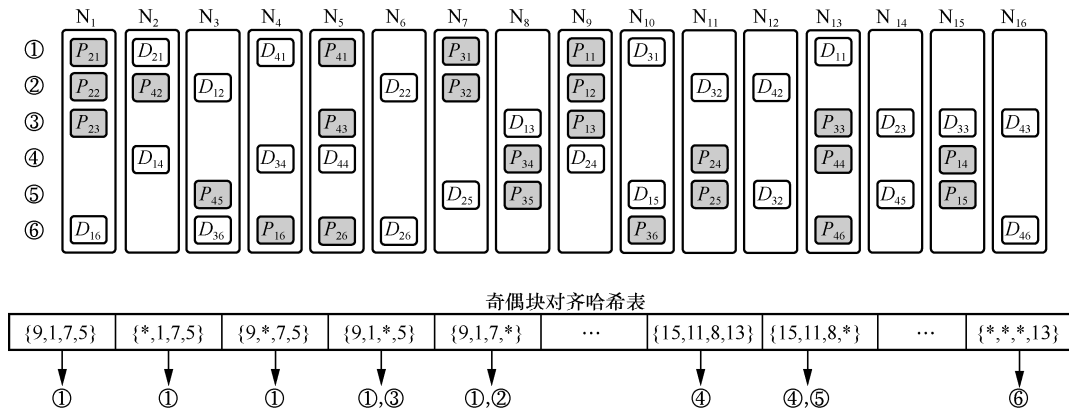 N₁ N₂ N₃ N₄ N₅ N₆ N₇ N₈ N₉ N₁₀ N₁₁ N₁₂ N₁₃ N₁₄ N₁₅ N₁₆
① P₂₁ D₂₁ D₄₁ P₄₁ P₃₁ P₁₁ D₃₁ D₁₁
② P₂₂ P₄₂ D₁₂ D₂₂ P₃₂ P₁₂ D₃₂ D₄₂
③ P₂₃ P₄₃ D₁₃ P₁₃ P₃₃ D₂₃ D₃₃ D₄₃
④ D₁₄ D₃₄ D₄₄ P₃₄ D₂₄ P₂₄ P₄₄ P₁₄
⑤ P₄₅ D₂₅ P₃₅ D₁₅ P₂₅ D₃₂ D₄₅ P₁₅
⑥ D₁₆ D₃₆ P₁₆ P₂₆ D₂₆ P₃₆ P₄₆ D₄₆
奇偶块对齐哈希表
{9,1,7,5} {*,1,7,5} {9,*,7,5} {9,1,*,5} {9,1,7,*} … {15,11,8,13} {15,11,8,*} … {*,*,*,13}
① ① ① ①,③ ①,② ④ ④,⑤ ⑥